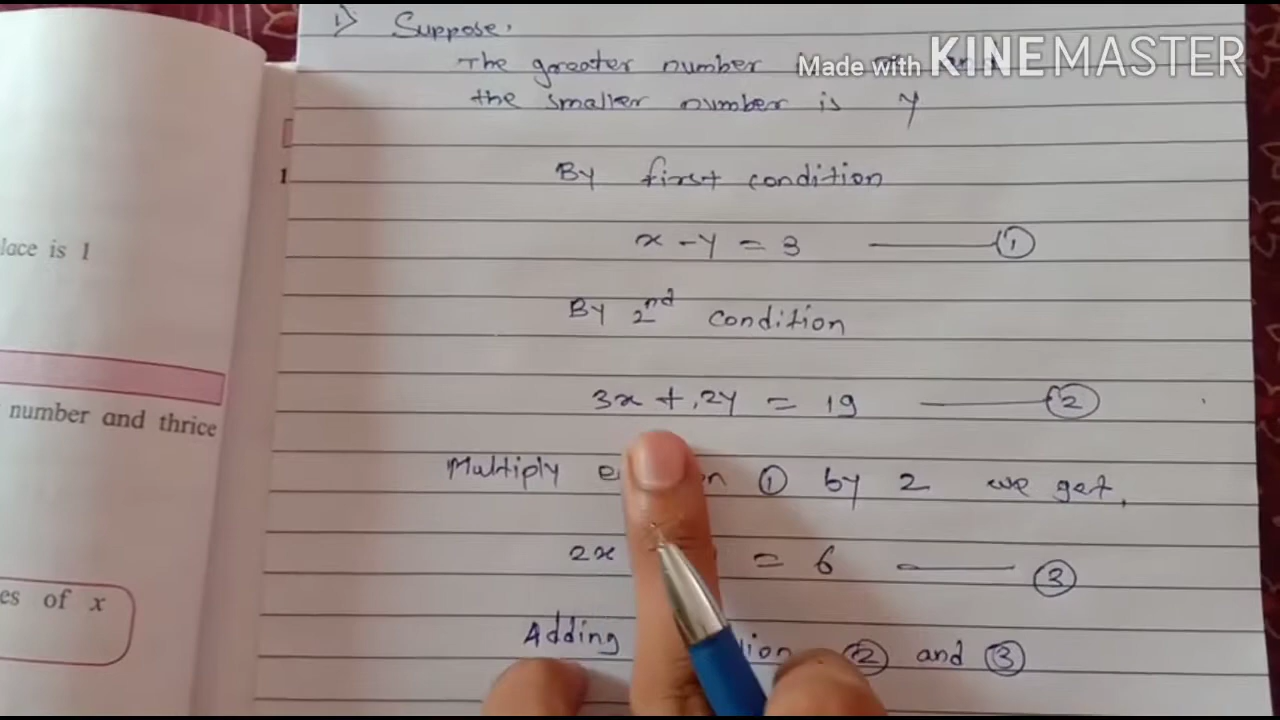 1) Suppose,
The greater number
Made with KINEMASTER
the smaller number is y
By first condition
1
x - y = 3 ——— ①
lace is 1
By 2nd condition
3x + 2y = 19 ——— ②
number and thrice
Multiply ① by 2 we get,
2x = 6 ——— ③
es of x
Adding ② and ③